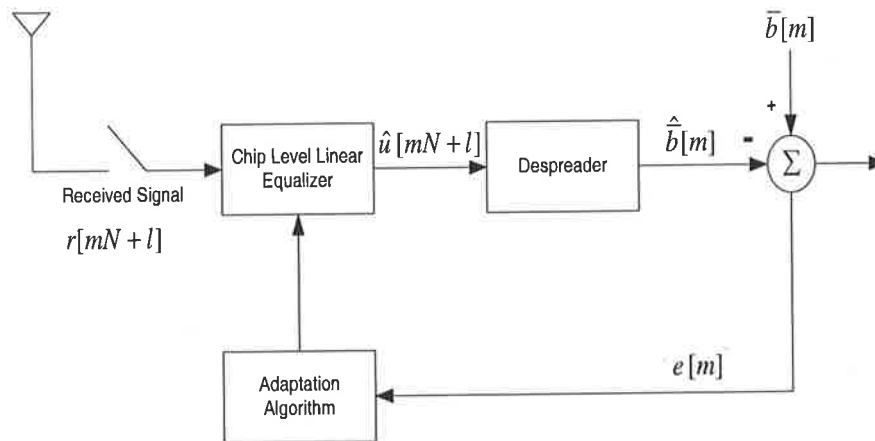 b̄[m]
+
Chip Level Linear
Equalizer
û[mN + l]
Despreader
b̄̂[m]
-
Σ
Received Signal
r[mN + l]
e[m]
Adaptation
Algorithm